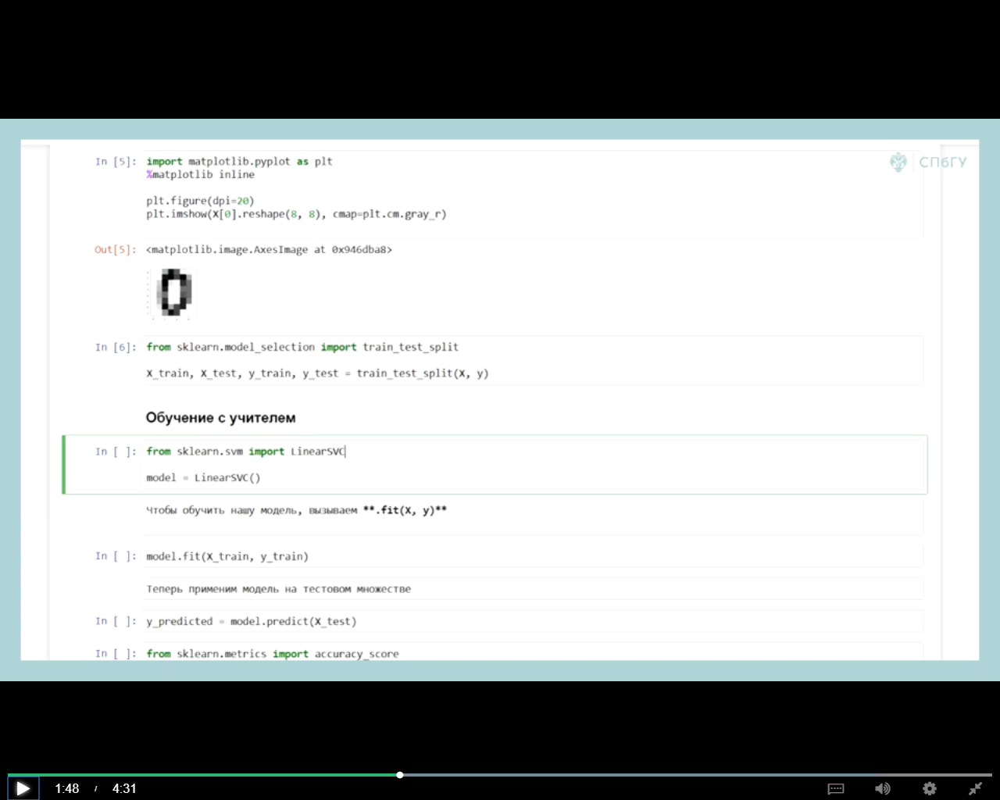 In [5]: import matplotlib.pyplot as plt
%matplotlib inline
plt.figure(dpi=20)
plt.imshow(X[0].reshape(8, 8), cmap=plt.cm.gray_r)
СПбГУ
Out[5]: <matplotlib.image.AxesImage at 0x946dba8>
In [6]: from sklearn.model_selection import train_test_split
X_train, X_test, y_train, y_test = train_test_split(X, y)
Обучение с учителем
In [ ]: from sklearn.svm import LinearSVC
model = LinearSVC()
Чтобы обучить нашу модель, вызываем **.fit(X, y)**
In [ ]: model.fit(X_train, y_train)
Теперь применим модель на тестовом множестве
In [ ]: y_predicted = model.predict(X_test)
In [ ]: from sklearn.metrics import accuracy_score
1:48 / 4:31